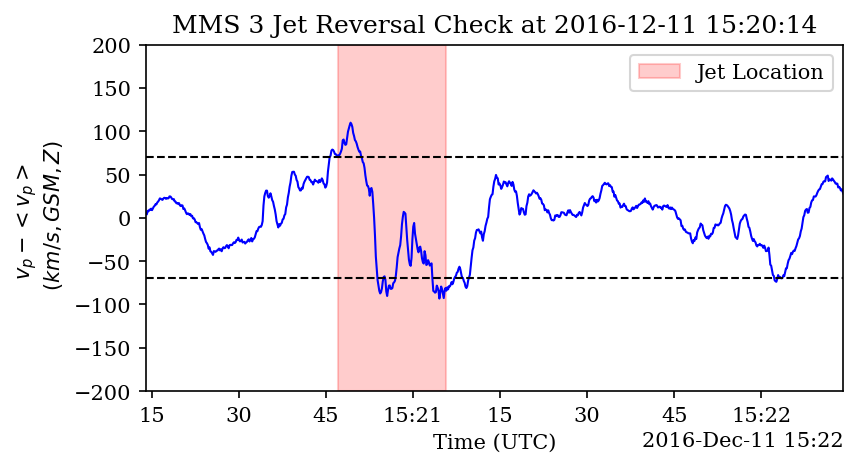 MMS 3 Jet Reversal Check at 2016-12-11 15:20:14
Jet Location
200
150
100
50
0
−50
−100
−150
−200
v_p − < v_p >
(km/s, GSM, Z)
15
30
45
15:21
15
30
45
15:22
Time (UTC)
2016-Dec-11 15:22